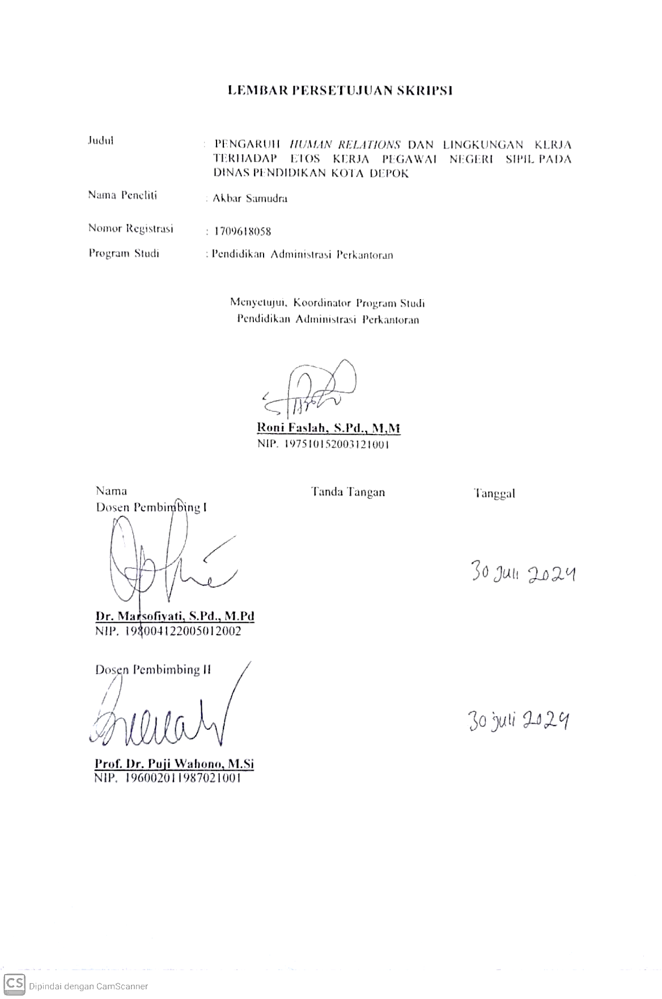 LEMBAR PERSETUJUAN SKRIPSI
Judul : PENGARUH HUMAN RELATIONS DAN LINGKUNGAN KERJA
TERHADAP ETOS KERJA PEGAWAI NEGERI SIPIL PADA
DINAS PENDIDIKAN KOTA DEPOK
Nama Peneliti : Akbar Samudra
Nomor Registrasi : 1709618058
Program Studi : Pendidikan Administrasi Perkantoran
Menyetujui, Koordinator Program Studi
Pendidikan Administrasi Perkantoran
Roni Faslah, S.Pd., M,M
NIP. 197510152003121001
Nama Tanda Tangan Tanggal
Dosen Pembimbing I
30 Juli 2024
Dr. Marsofiyati, S.Pd., M.Pd
NIP. 198004122005012002
Dosen Pembimbing II
30 juli 2024
Prof. Dr. Puji Wahono, M.Si
NIP. 196002011987021001
CS Dipindai dengan CamScanner